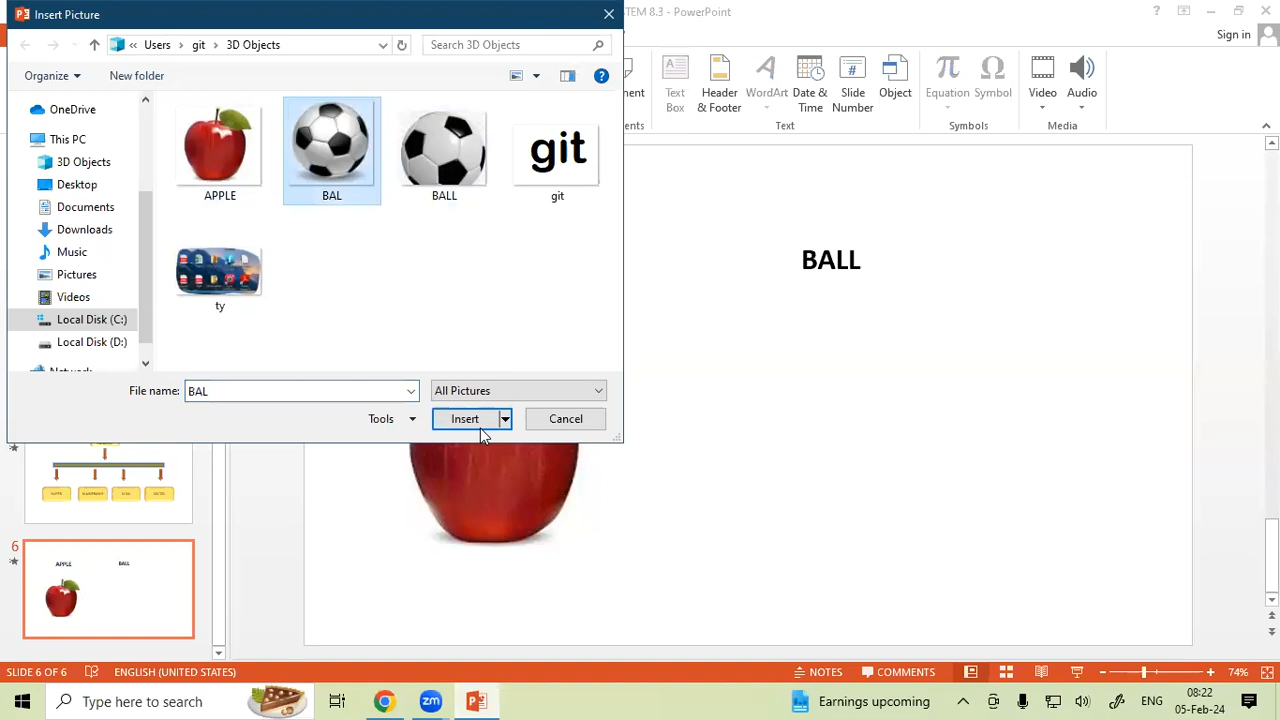 Insert Picture
STEM 8.3 - PowerPoint
Sign in
Users
git
3D Objects
Search 3D Objects
Organize
New folder
OneDrive
This PC
3D Objects
Desktop
Documents
Downloads
Music
Pictures
Videos
Local Disk (C:)
Local Disk (D:)
APPLE
BAL
BALL
git
git
ty
File name:
BAL
All Pictures
Tools
Insert
Cancel
Text Box
Header & Footer
WordArt
Date & Time
Slide Number
Object
Equation
Symbol
Video
Audio
Text
Symbols
Media
BALL
6
APPLE
BALL
SLIDE 6 OF 6
ENGLISH (UNITED STATES)
NOTES
COMMENTS
74%
Type here to search
Earnings upcoming
ENG
08:22
05-Feb-24